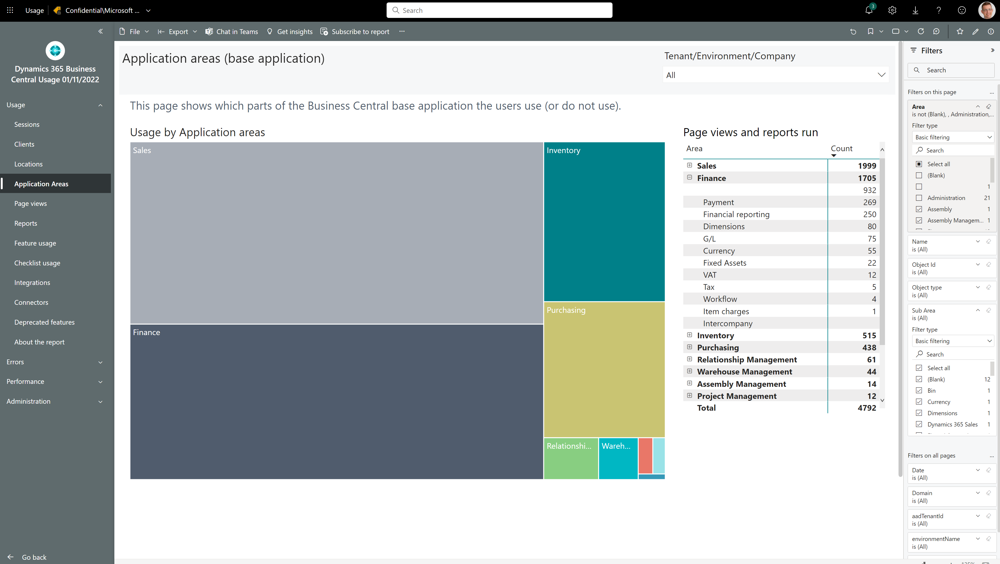 Usage
Confidential\Microsoft ...
Search
3
File
Export
Chat in Teams
Get insights
Subscribe to report
...
Dynamics 365 Business
Central Usage 01/11/2022
Usage
Sessions
Clients
Locations
Application Areas
Page views
Reports
Feature usage
Checklist usage
Integrations
Connectors
Deprecated features
About the report
Errors
Performance
Administration
Go back
Application areas (base application)
Tenant/Environment/Company
All
This page shows which parts of the Business Central base application the users use (or do not use).
Usage by Application areas
Sales
Inventory
Purchasing
Finance
Relationshi...
Wareh...
Page views and reports run
Area Count
Sales 1999
Finance 1705
932
Payment 269
Financial reporting 250
Dimensions 80
G/L 75
Currency 55
Fixed Assets 22
VAT 12
Tax 5
Workflow 4
Item charges 1
Intercompany
Inventory 515
Purchasing 438
Relationship Management 61
Warehouse Management 44
Assembly Management 14
Project Management 12
Total 4792
Filters
Search
Filters on this page ...
Area
is not (Blank), , Administration,...
Filter type
Basic filtering
Search
Select all
(Blank)
1
Administration 21
Assembly 1
Assembly Managem... 1
Name
is (All)
Object Id
is (All)
Object type
is (All)
Sub Area
is (All)
Filter type
Basic filtering
Search
Select all
(Blank) 12
Bin 1
Currency 1
Dimensions 1
Dynamics 365 Sales 1
Filters on all pages ...
Date
is (All)
Domain
is (All)
aadTenantId
is (All)
environmentName
is (All)